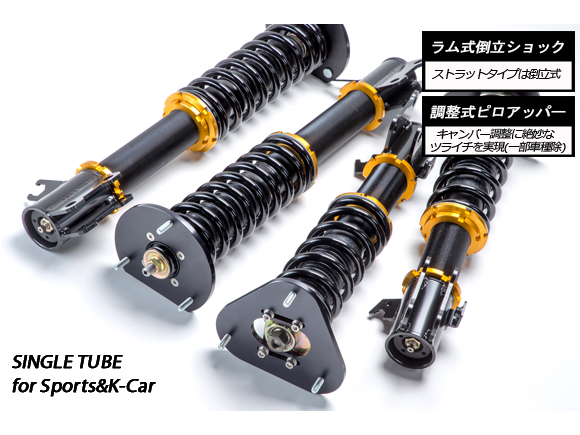 ラム式倒立ショック
ストラットタイプは倒立式
調整式ピロアッパー
キャンバー調整に絶妙な
ツライチを実現(一部車種除)
SINGLE TUBE
for Sports&K-Car